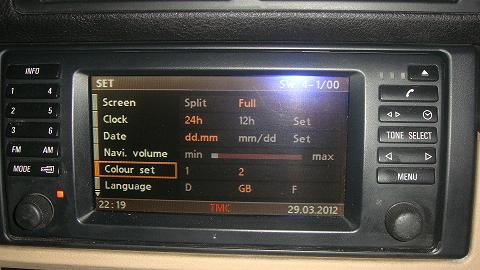 INFO
1 4
2 5
3 6
FM AM
MODE
SET SW: 4-1/00
Screen Split Full
Clock 24h 12h Set
Date dd.mm mm/dd Set
Navi. volume min max
Colour set 1 2
Language D GB F
22:19 TMC 29.03.2012
TONE SELECT
MENU